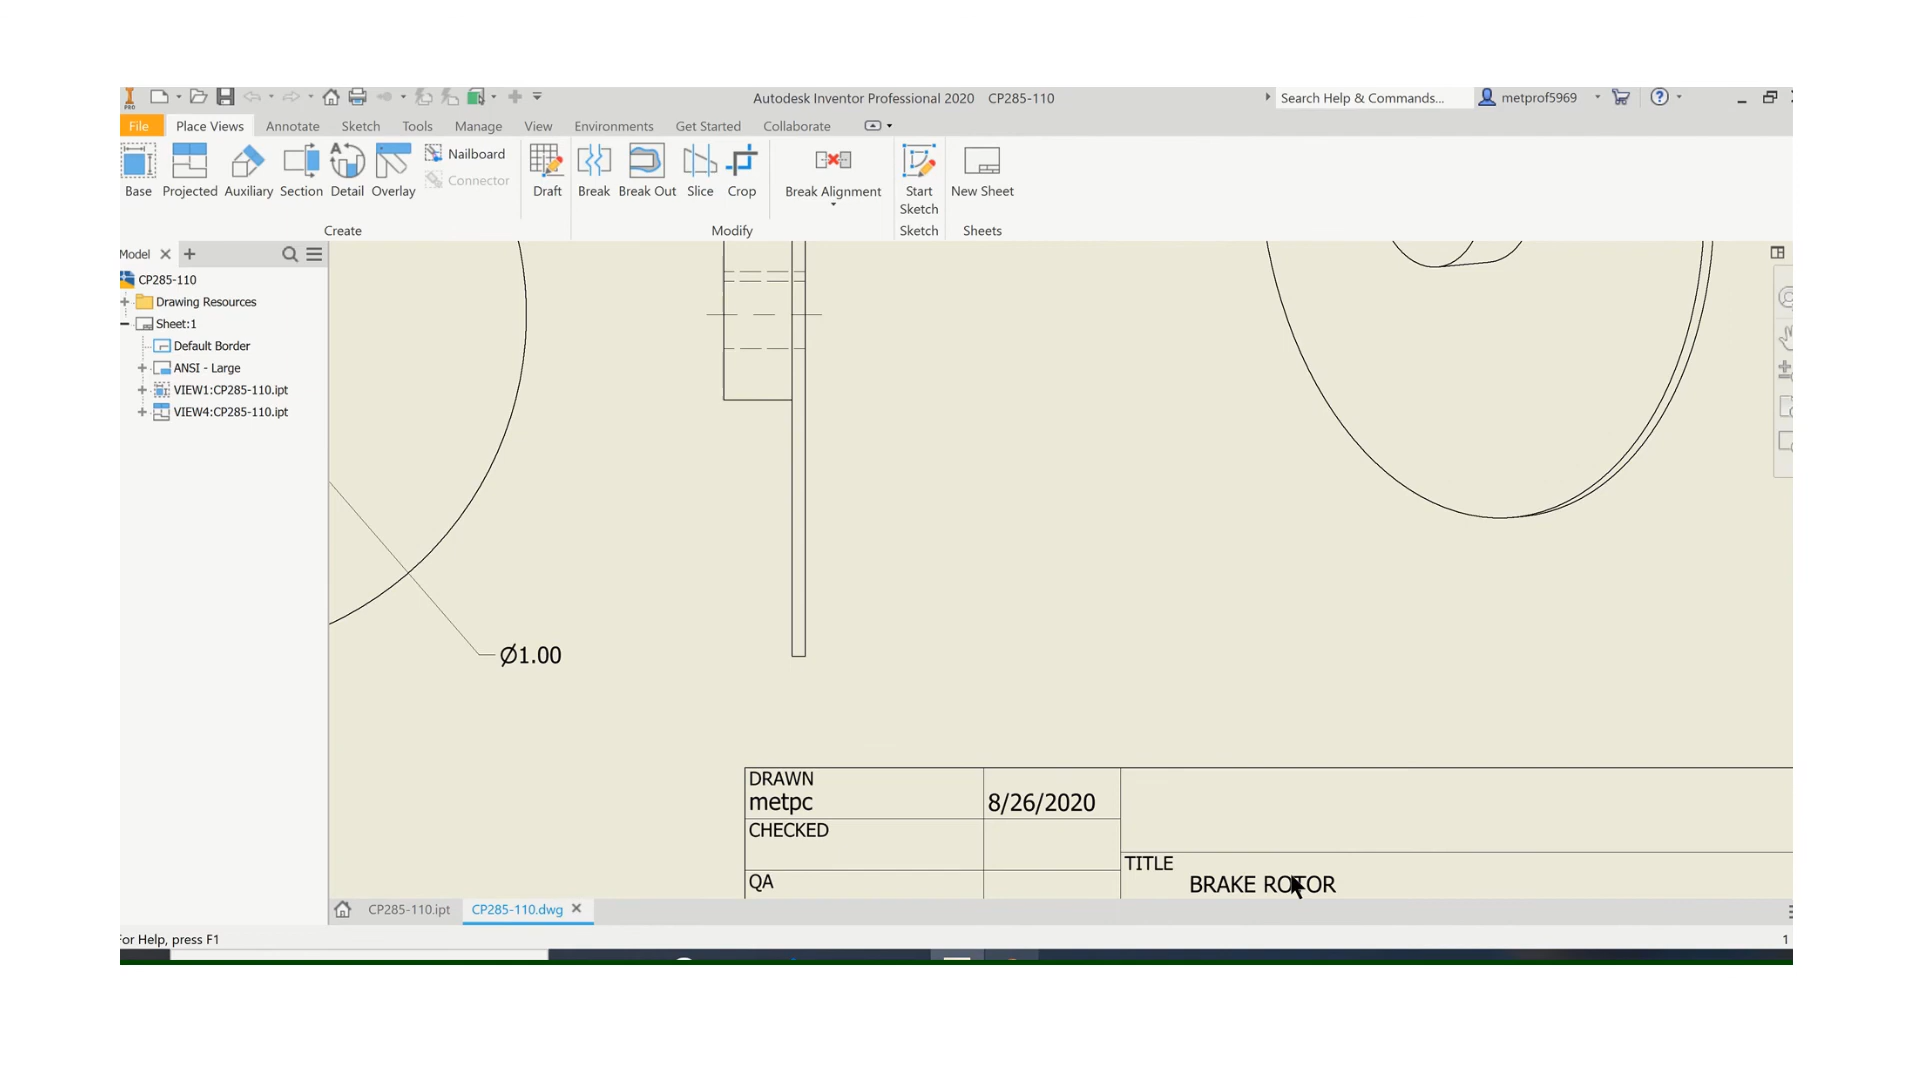 PRO
Autodesk Inventor Professional 2020 CP285-110
Search Help & Commands...
metprof5969
File Place Views Annotate Sketch Tools Manage View Environments Get Started Collaborate
Base Projected Auxiliary Section Detail Overlay Nailboard Connector Draft Break Break Out Slice Crop Break Alignment Start Sketch New Sheet
Create Modify Sketch Sheets
Model
CP285-110
Drawing Resources
Sheet:1
Default Border
ANSI - Large
VIEW1:CP285-110.ipt
VIEW4:CP285-110.ipt
Ø1.00
DRAWN
metpc 8/26/2020
CHECKED
QA
TITLE
BRAKE ROTOR
CP285-110.ipt CP285-110.dwg
For Help, press F1
1